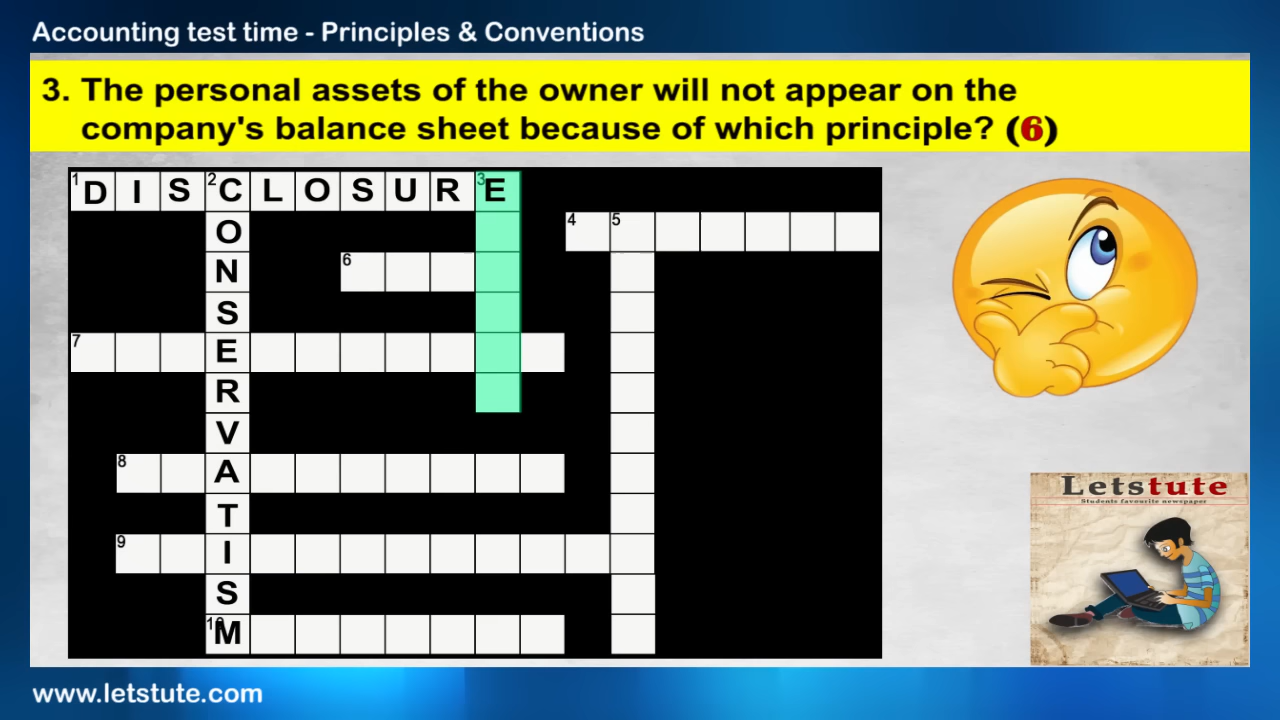 Accounting test time - Principles & Conventions
3. The personal assets of the owner will not appear on the
company's balance sheet because of which principle? (6)
1 D I S 2 C L O S U R 3 E
O
4 5
N
6
S
7 E
R
V
8 A
T
9 I
S
10 M
Letstute
Students favourite newspaper
www.letstute.com